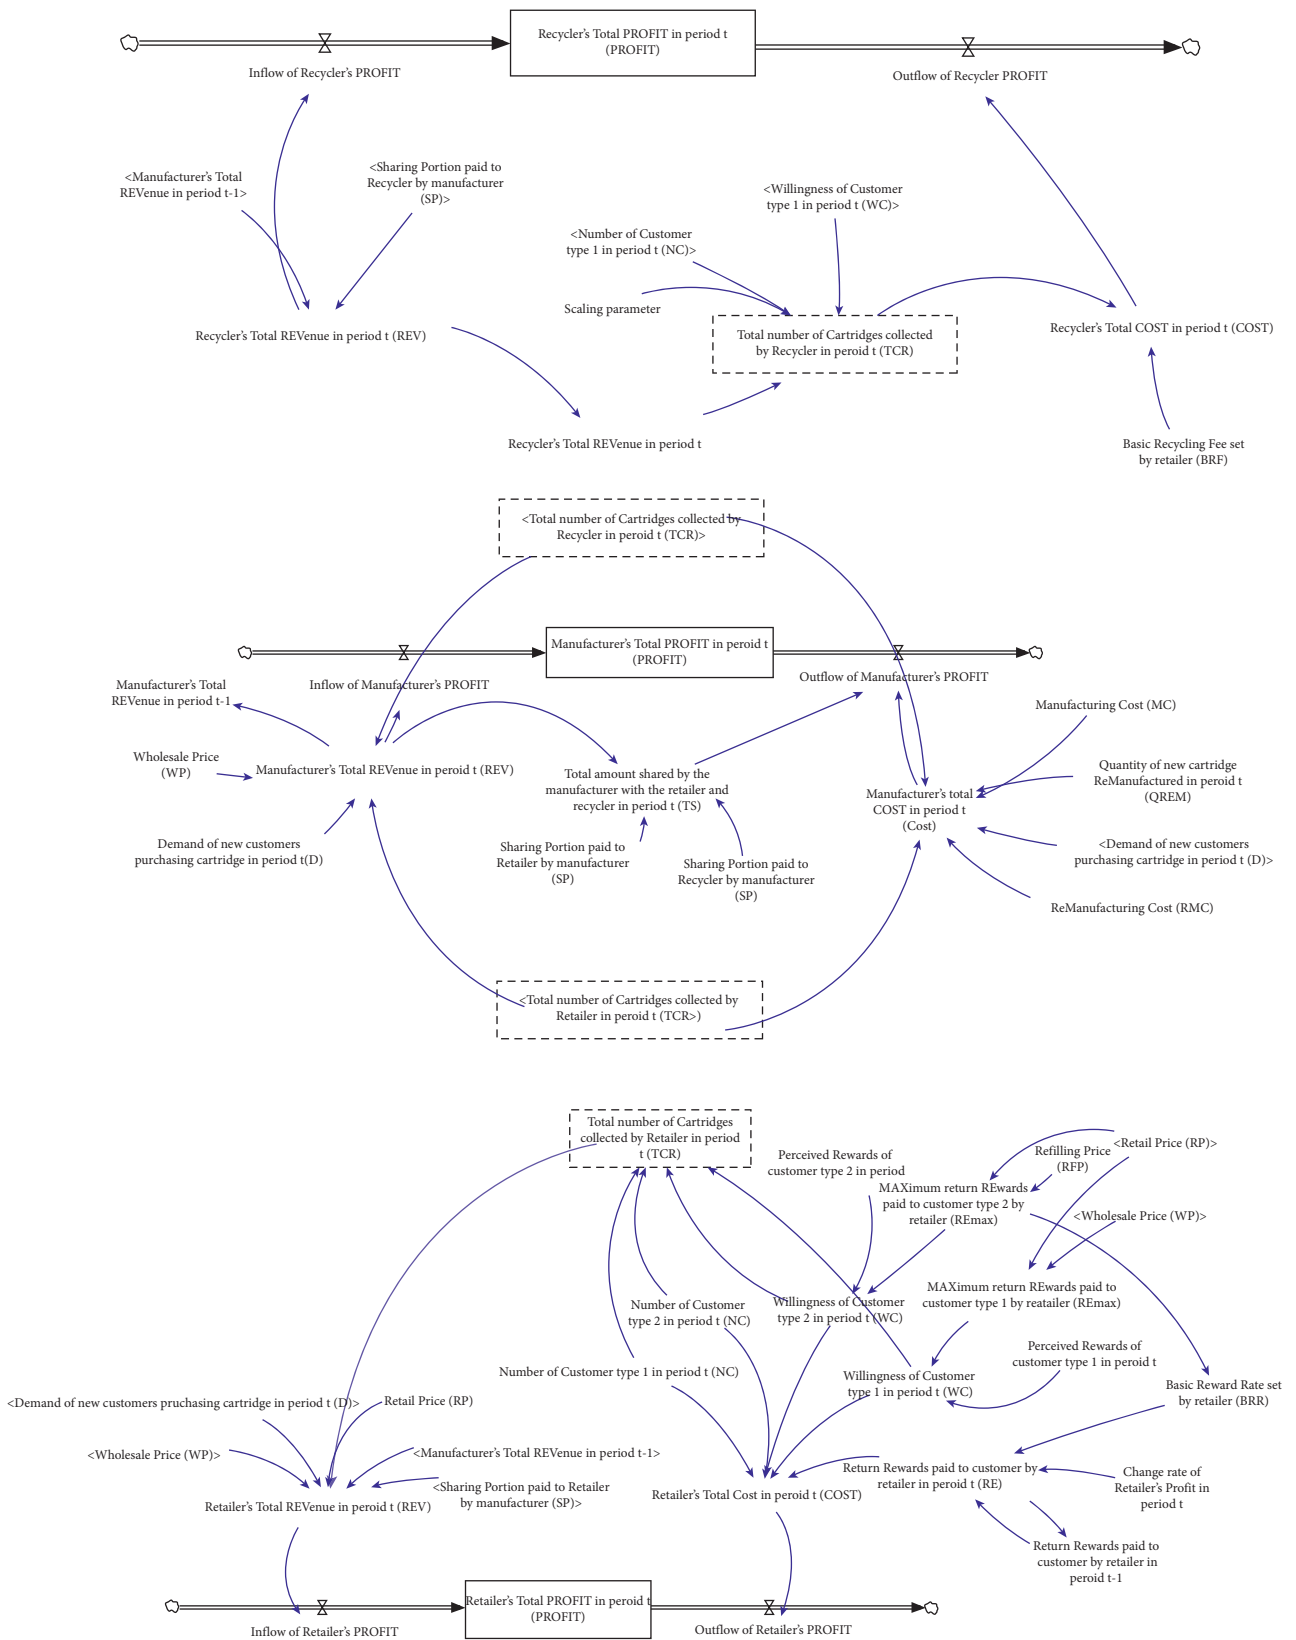 Recycler's Total PROFIT in period t
(PROFIT)
Inflow of Recycler's PROFIT
Outflow of Recycler PROFIT
<Manufacturer's Total
REVenue in period t-1>
<Sharing Portion paid to
Recycler by manufacturer
(SP)>
<Willingness of Customer
type 1 in period t (WC)>
<Number of Customer
type 1 in period t (NC)>
Scaling parameter
Recycler's Total REVenue in period t (REV)
Total number of Cartridges collected
by Recycler in peroid t (TCR)
Recycler's Total COST in period t (COST)
Recycler's Total REVenue in period t
Basic Recycling Fee set
by retailer (BRF)
<Total number of Cartridges collected by
Recycler in peroid t (TCR)>
Manufacturer's Total PROFIT in peroid t
(PROFIT)
Inflow of Manufacturer's PROFIT
Outflow of Manufacturer's PROFIT
Manufacturer's Total
REVenue in period t-1
Manufacturing Cost (MC)
Wholesale Price
(WP)
Manufacturer's Total REVenue in peroid t (REV)
Total amount shared by the
manufacturer with the retailer and
recycler in period t (TS)
Manufacturer's total
COST in period t
(Cost)
Quantity of new cartridge
ReManufactured in peroid t
(QREM)
Demand of new customers
purchasing cartridge in period t(D)
Sharing Portion paid to
Retailer by manufacturer
(SP)
Sharing Portion paid to
Recycler by manufacturer
(SP)
<Demand of new customers
purchasing cartridge in period t (D)>
ReManufacturing Cost (RMC)
<Total number of Cartridges collected by
Retailer in peroid t (TCR>)
Total number of Cartridges
collected by Retailer in period
t (TCR)
Perceived Rewards of
customer type 2 in period
Refilling Price
(RFP)
<Retail Price (RP)>
MAXimum return REwards
paid to customer type 2 by
retailer (REmax)
<Wholesale Price (WP)>
MAXimum return REwards paid to
customer type 1 by reatailer (REmax)
Number of Customer
type 2 in period t (NC)
Willingness of Customer
type 2 in period t (WC)
Number of Customer type 1 in period t (NC)
Willingness of Customer
type 1 in period t (WC)
Perceived Rewards of
customer type 1 in peroid t
Basic Reward Rate set
by retailer (BRR)
<Demand of new customers pruchasing cartridge in period t (D)>
Retail Price (RP)
<Wholesale Price (WP)>
<Manufacturer's Total REVenue in period t-1>
<Sharing Portion paid to Retailer
by manufacturer (SP)>
Retailer's Total REVenue in peroid t (REV)
Retailer's Total Cost in peroid t (COST)
Return Rewards paid to customer by
retailer in peroid t (RE)
Change rate of
Retailer's Profit in
period t
Return Rewards paid to
customer by retailer in
peroid t-1
Retailer's Total PROFIT in peroid t
(PROFIT)
Inflow of Retailer's PROFIT
Outflow of Retailer's PROFIT